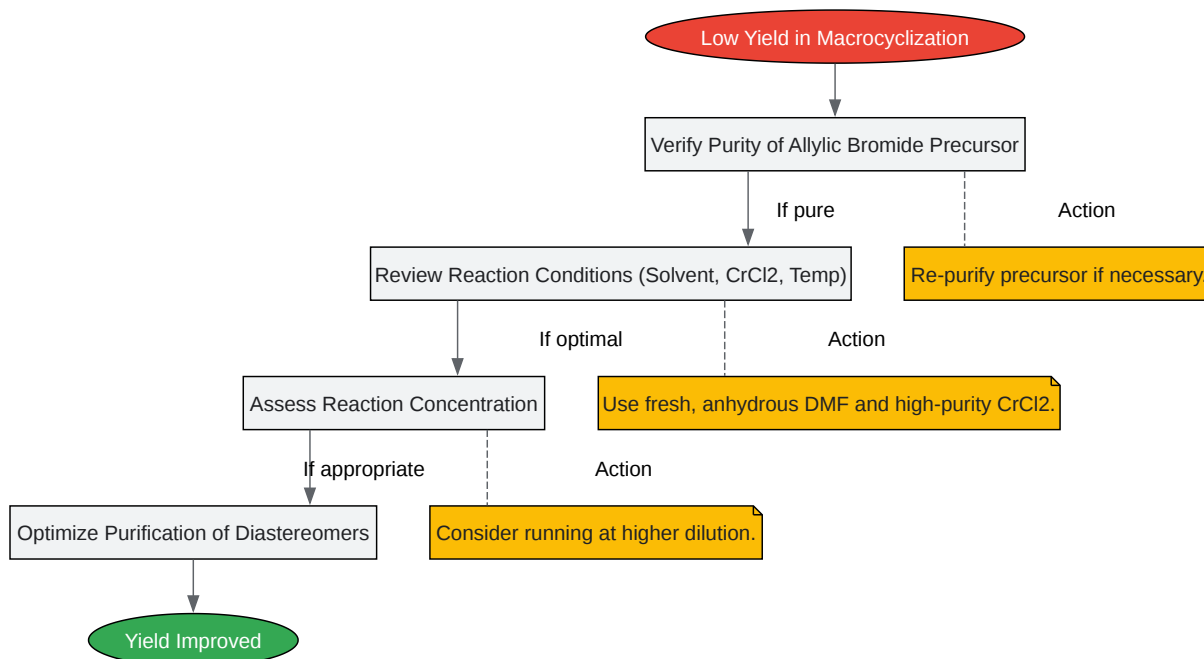 Low Yield in Macrocyclization
Verify Purity of Allylic Bromide Precursor
If pure
Action
Review Reaction Conditions (Solvent, CrCl2, Temp)
Re-purify precursor if necessary.
If optimal
Action
Assess Reaction Concentration
Use fresh, anhydrous DMF and high-purity CrCl2.
If appropriate
Action
Optimize Purification of Diastereomers
Consider running at higher dilution.
Yield Improved